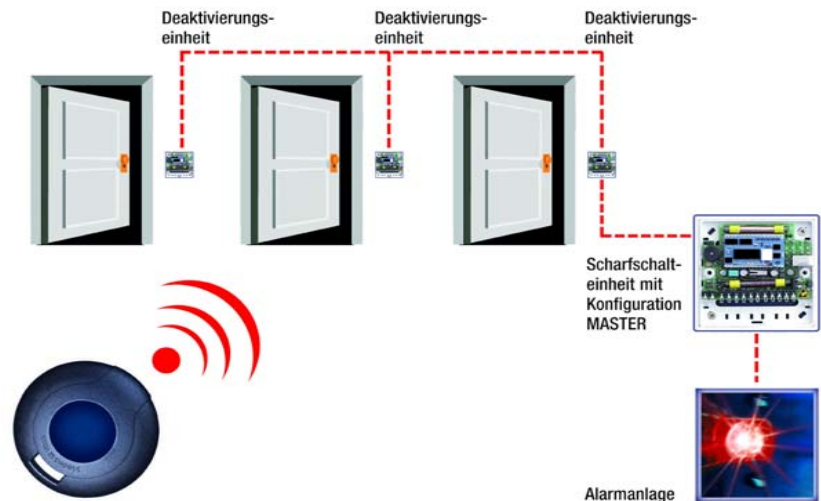 Deaktivierungs-
einheit
Deaktivierungs-
einheit
Deaktivierungs-
einheit
Scharfschalt-
einheit mit
Konfiguration
MASTER
Alarmanlage